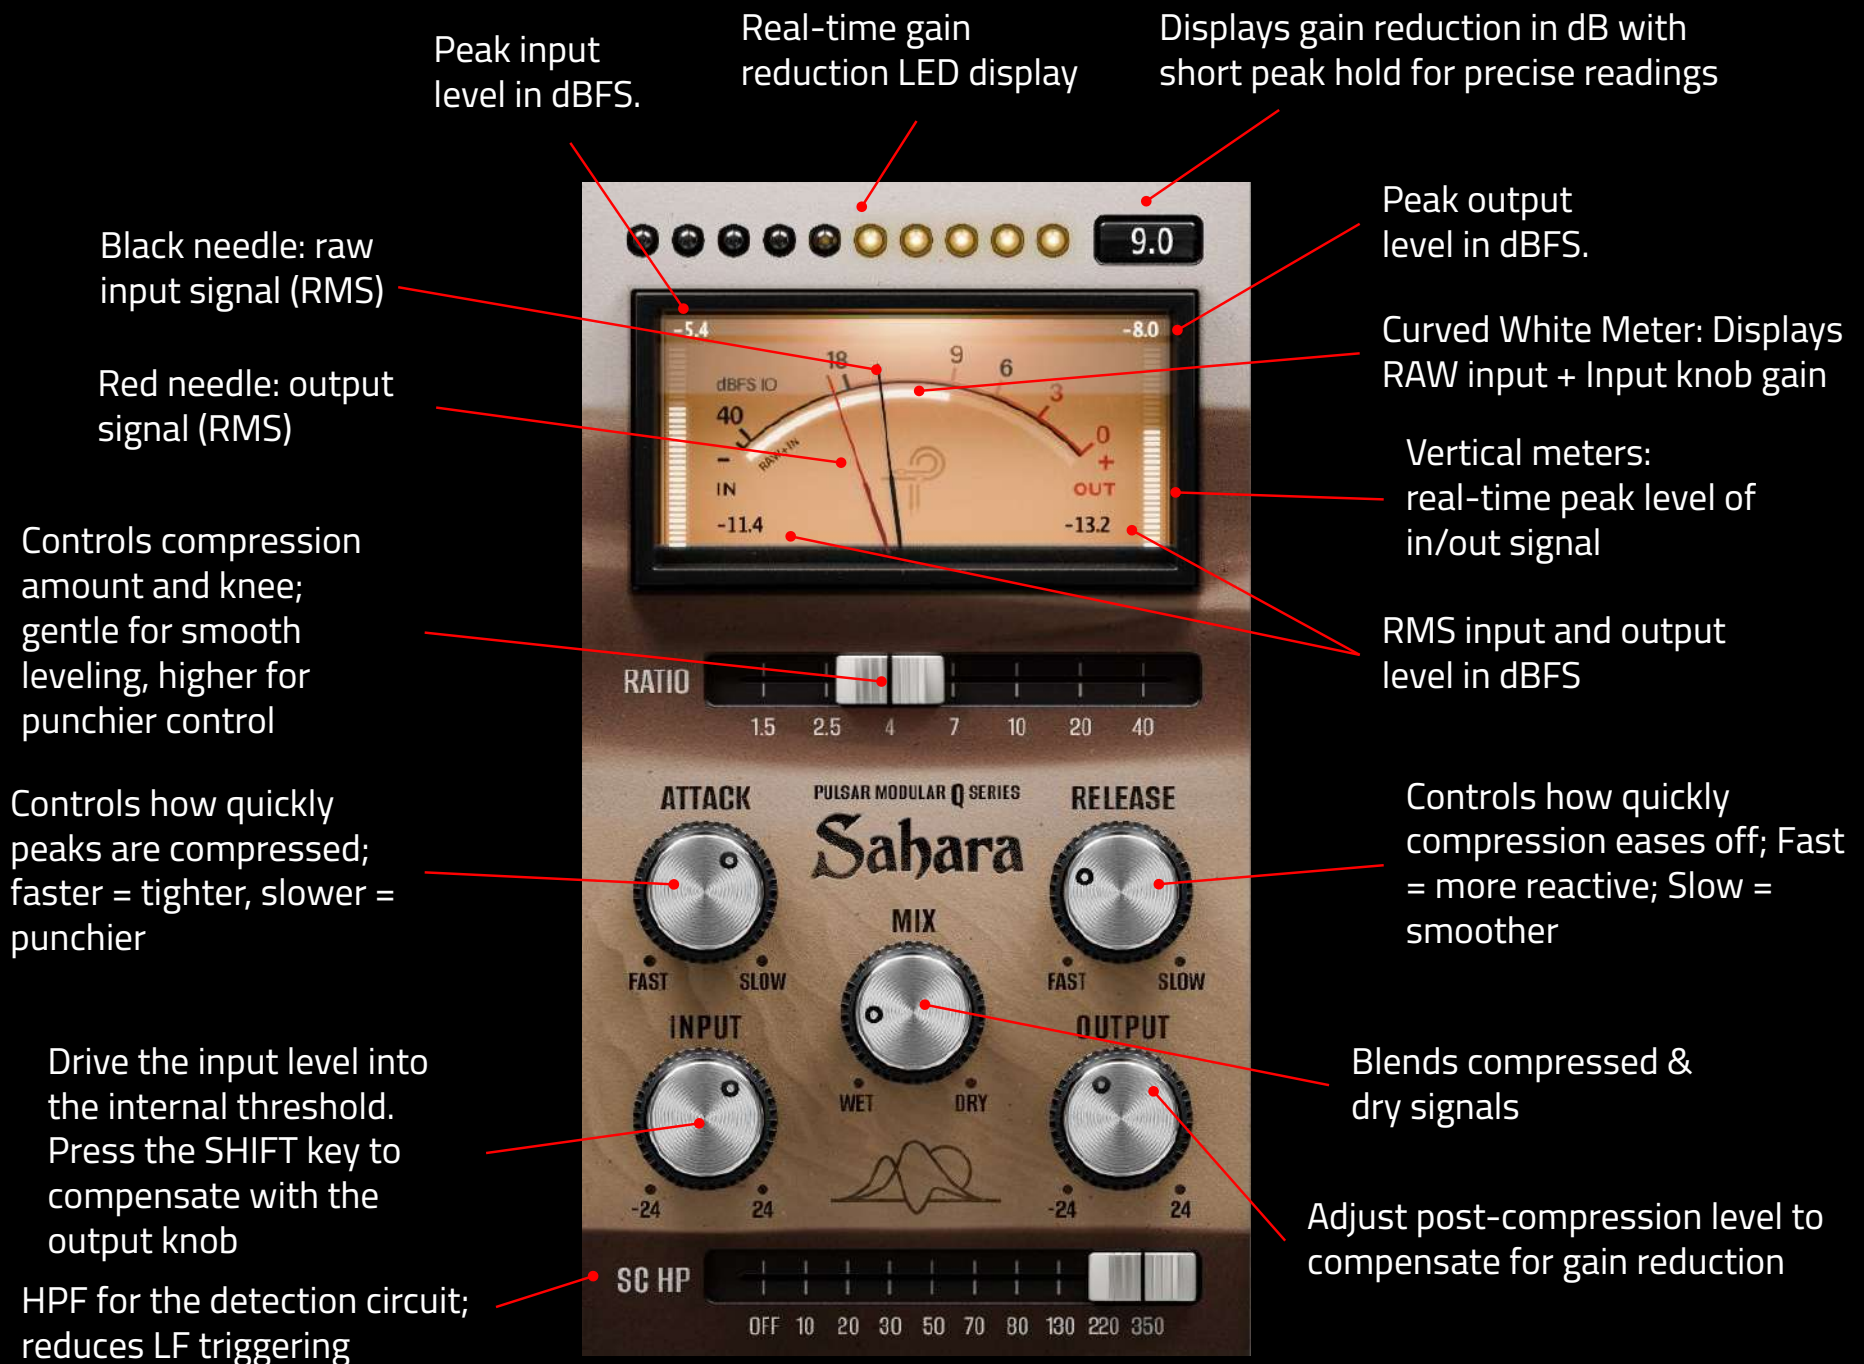 Peak input
level in dBFS.
Real-time gain
reduction LED display
Displays gain reduction in dB with
short peak hold for precise readings
Black needle: raw
input signal (RMS)
Red needle: output
signal (RMS)
Controls compression
amount and knee;
gentle for smooth
leveling, higher for
punchier control
Controls how quickly
peaks are compressed;
faster = tighter, slower =
punchier
Drive the input level into
the internal threshold.
Press the SHIFT key to
compensate with the
output knob
HPF for the detection circuit;
reduces LF triggering
9.0
-5.4
-8.0
dBFS IO
40 18 9 6 3 0
- +
RAW+IN
IN
OUT
-11.4
-13.2
RATIO
1.5 2.5 4 7 10 20 40
ATTACK
PULSAR MODULAR Q SERIES
RELEASE
Sahara
FAST SLOW
MIX
FAST SLOW
INPUT
OUTPUT
WET DRY
-24 24
-24 24
SC HP
OFF 10 20 30 50 70 80 130 220 350
Peak output
level in dBFS.
Curved White Meter: Displays
RAW input + Input knob gain
Vertical meters:
real-time peak level of
in/out signal
RMS input and output
level in dBFS
Controls how quickly
compression eases off; Fast
= more reactive; Slow =
smoother
Blends compressed &
dry signals
Adjust post-compression level to
compensate for gain reduction